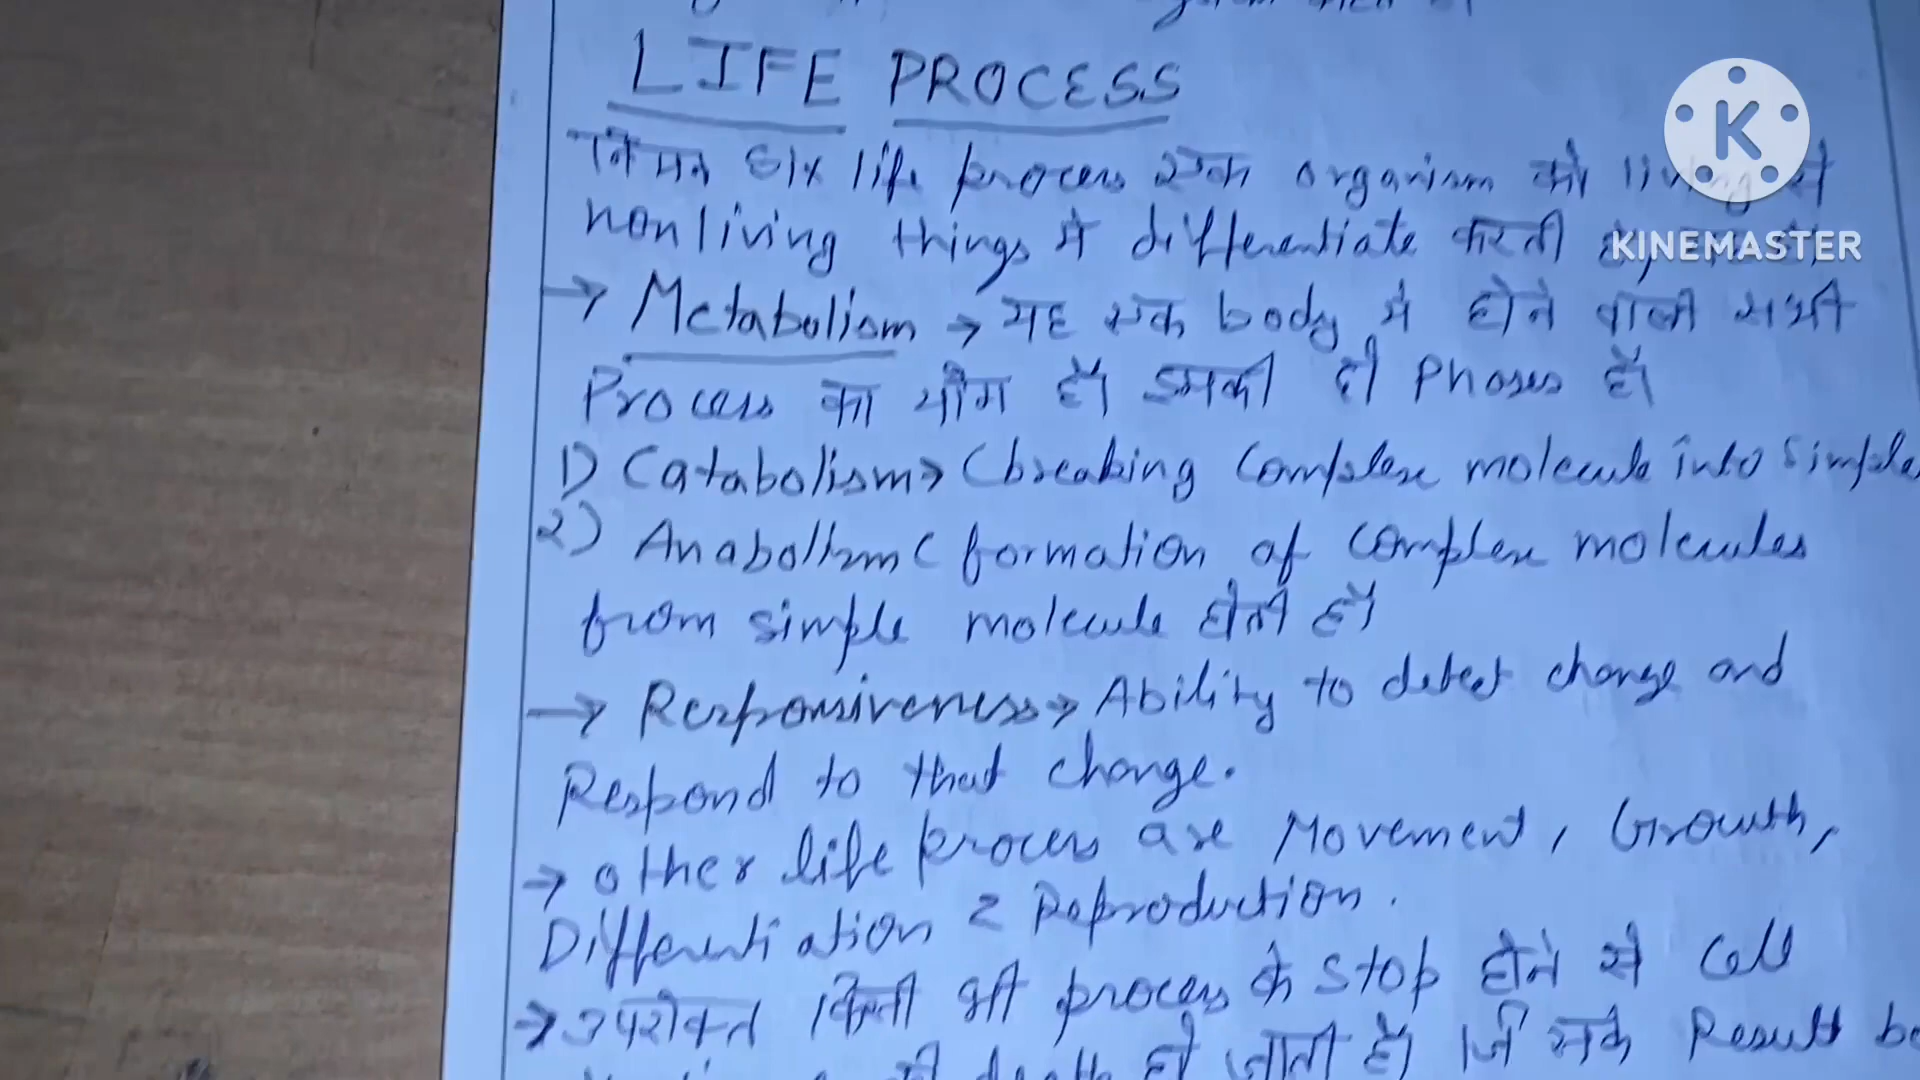 LIFE PROCESS
निम्न six life process एक organism को living से
K
KINEMASTER
nonliving things से differentiate करती है,
→ Metabolism → यह एक body मे होने वाली सभी
Process का योग है। इसकी दो Phases है।
1) Catabolism→ (breaking complex molecule into simple
2) Anabolism ( formation of complex molecules
from simple molecule होती है।
→ Responsiveness→ Ability to detect change and
Respond to that change.
→ other life process are Movement, Growth,
Differentiation & Reproduction.
→ उपरोक्त किसी भी process के stop होने से cell
death हो जाती है। जिसके Result